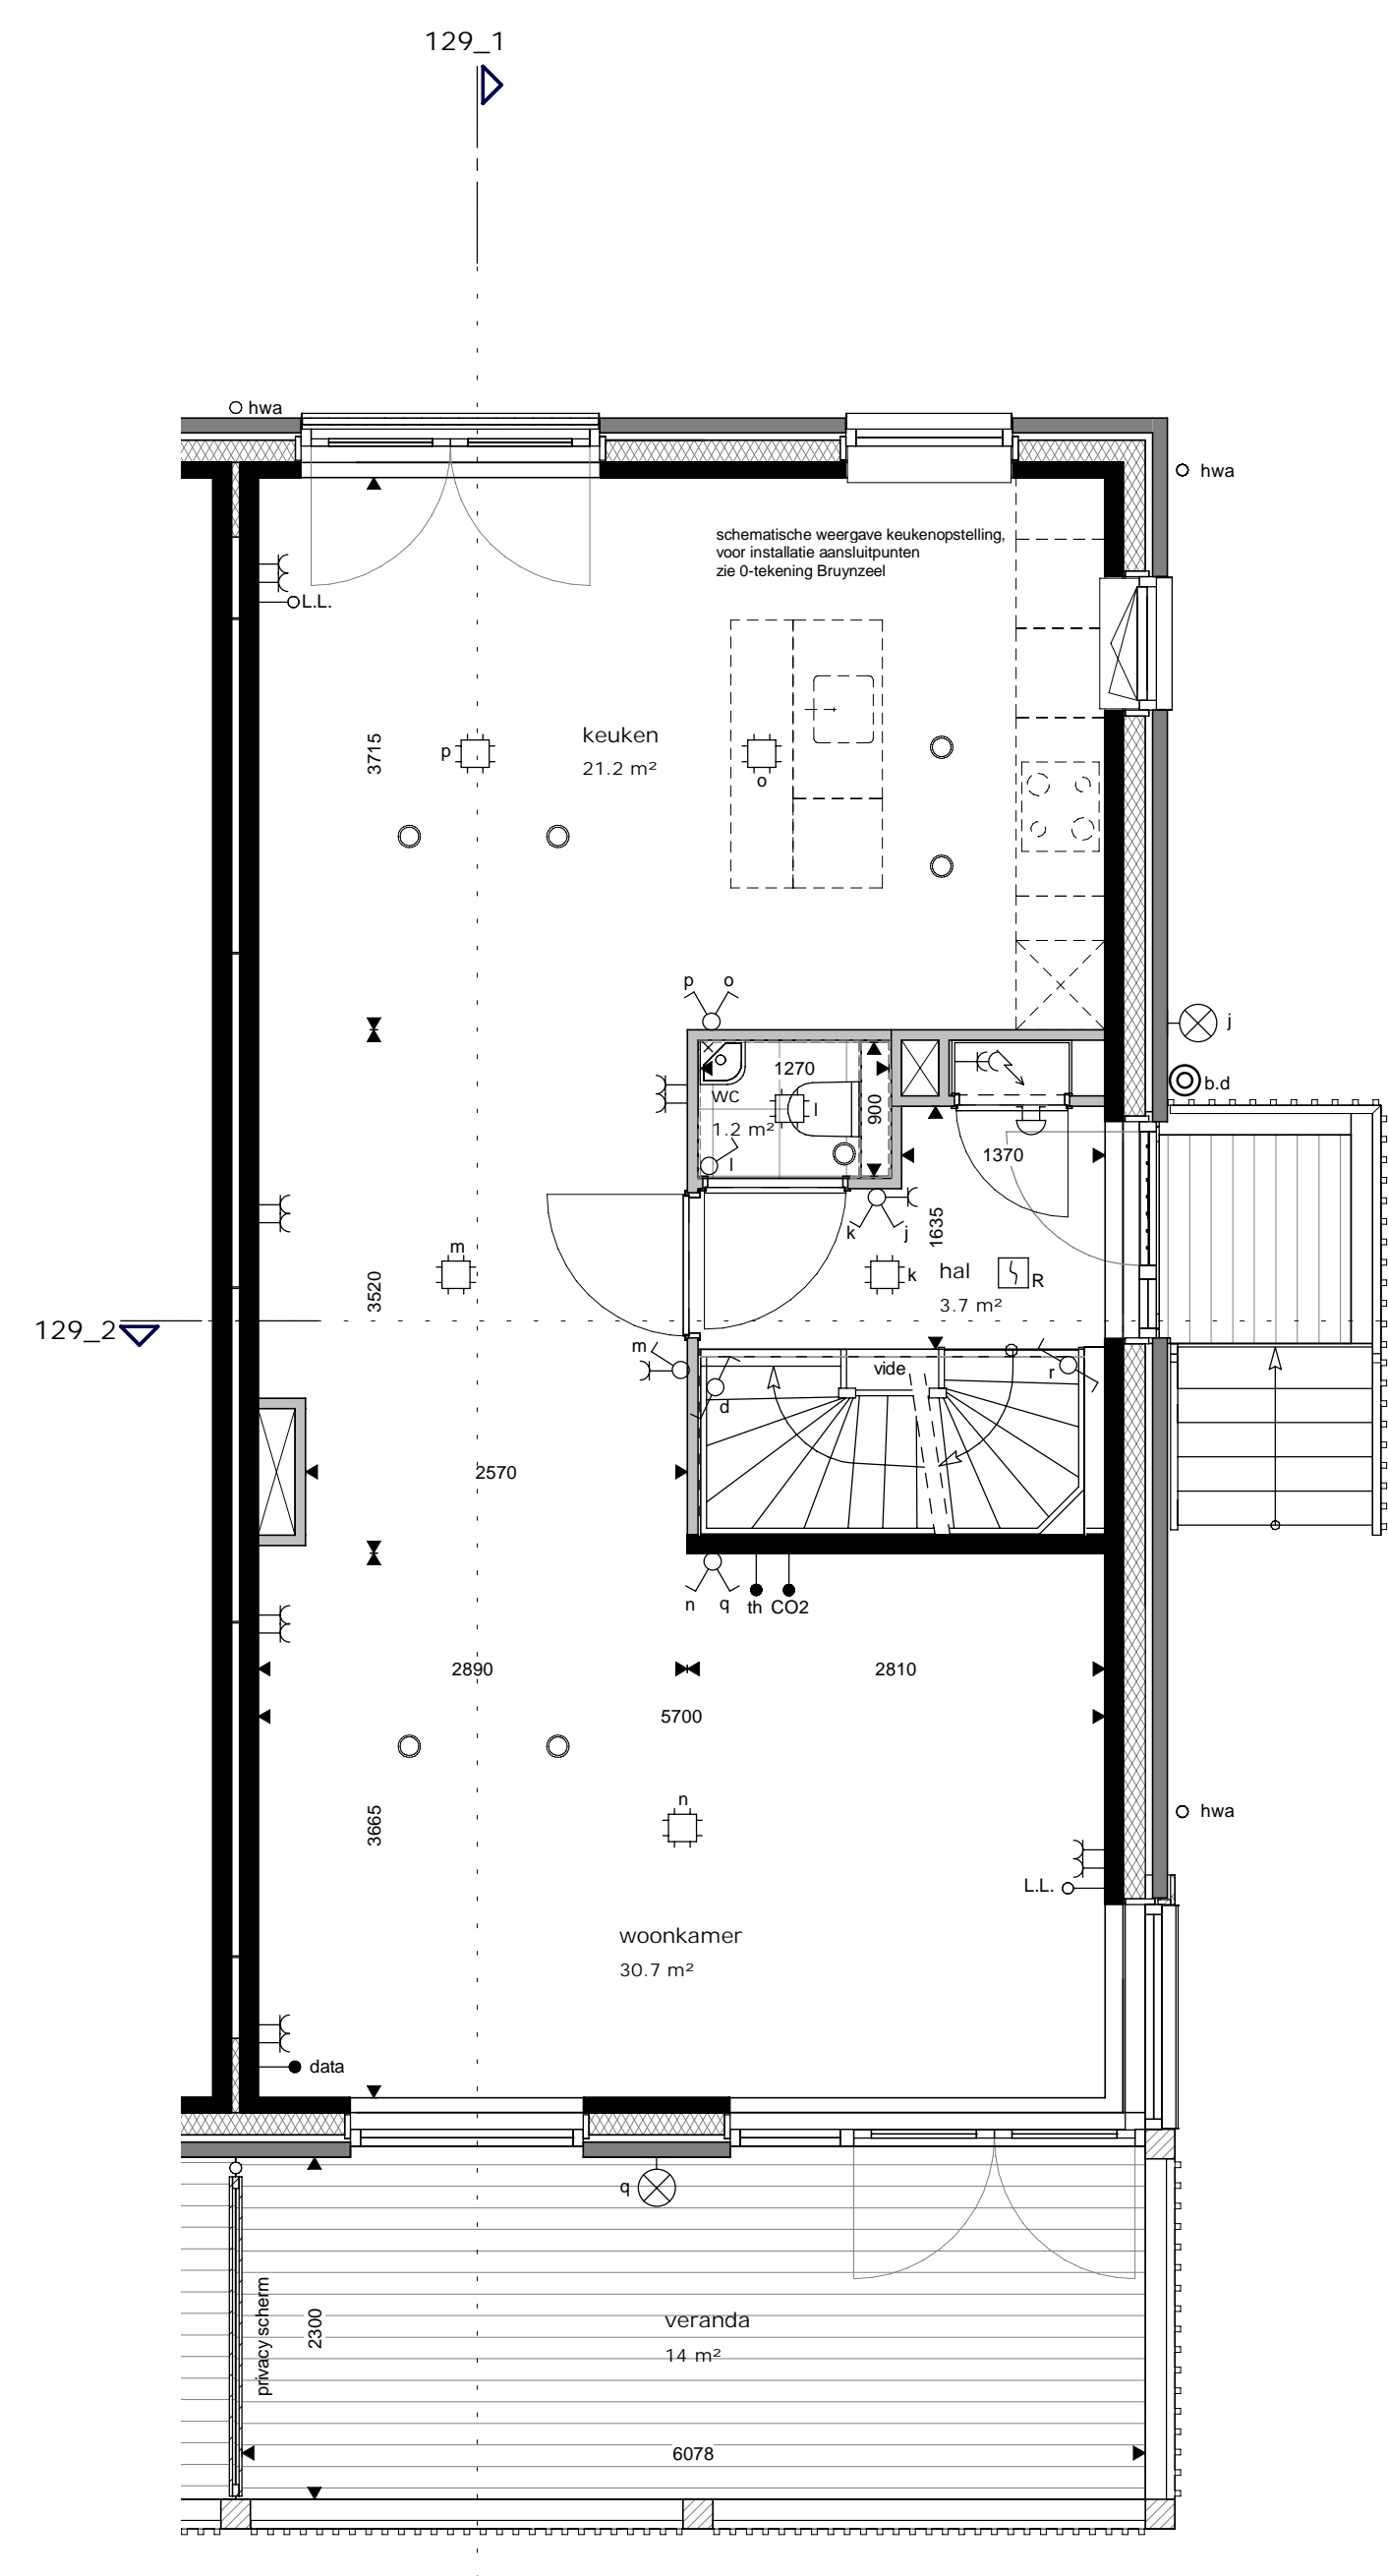 129_1
hwa
hwa
schematische weergave keukenopstelling,
voor installatie aansluitpunten
zie 0-tekening Bruynzeel
L.L.
keuken
21.2 m²
3715
p
o
p o
j
b.d
1270
wc
l
900
1.2 m²
l
1370
k j
1635
m
k
hal
R
3.7 m²
3520
129_2
m
vide
r
d
2570
n q th CO2
2890
2810
5700
n
3665
hwa
L.L.
woonkamer
30.7 m²
data
q
privacy scherm
2300
veranda
14 m²
6078